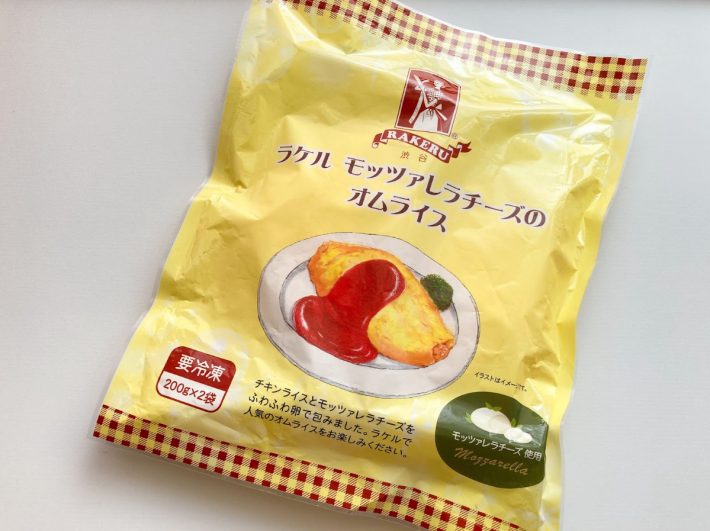 RAKERU
渋谷
ラケル モッツァレラチーズの
オムライス
イラストはイメージです。
要冷凍
200g×2袋
チキンライスとモッツァレラチーズを
ふわふわ卵で包みました。ラケルで
人気のオムライスをお楽しみください。
モッツァレラチーズ 使用
Mozzarella